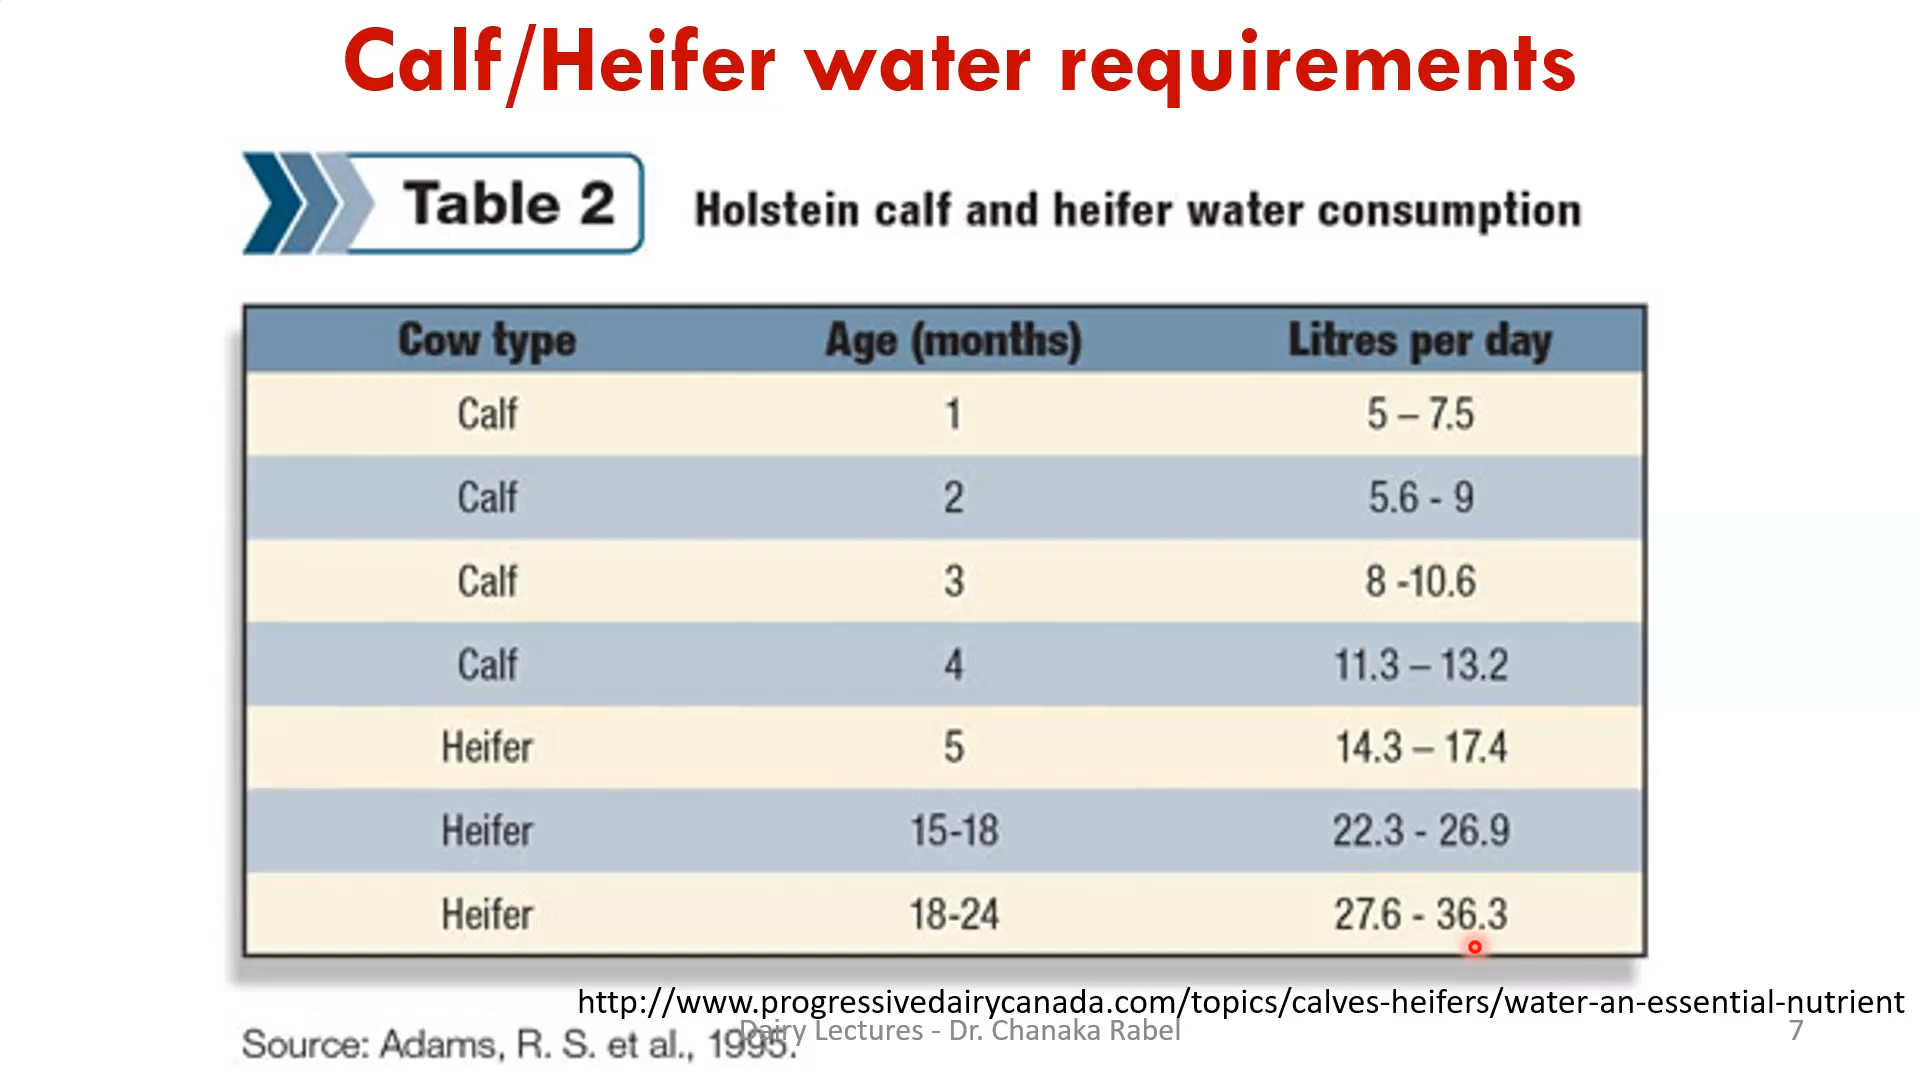 Calf/Heifer water requirements
Table 2
Holstein calf and heifer water consumption
Cow type Age (months) Litres per day
Calf 1 5 – 7.5
Calf 2 5.6 - 9
Calf 3 8 -10.6
Calf 4 11.3 – 13.2
Heifer 5 14.3 – 17.4
Heifer 15-18 22.3 - 26.9
Heifer 18-24 27.6 - 36.3
http://www.progressivedairycanada.com/topics/calves-heifers/water-an-essential-nutrient
Source: Adams, R. S. et al., 1995.
Dairy Lectures - Dr. Chanaka Rabel
7